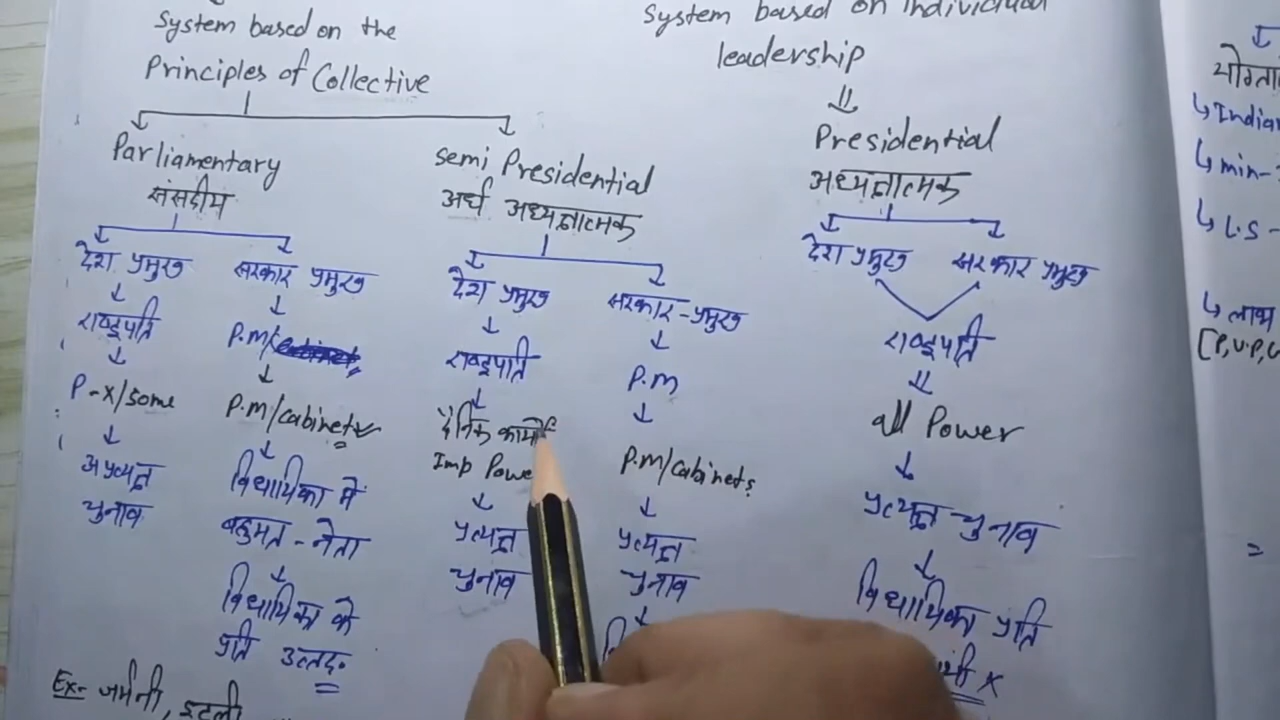 System based on the
Principles of Collective
System based on individual
leadership
Parliamentary
संसदीय
देश प्रमुख
राष्ट्रपति
P-X/Some
अप्रत्यक्ष
चुनाव
सरकार प्रमुख
P.M/
P.M/Cabinet
विधायिका में
बहुमत - नेता
विधायिका के
प्रति उत्तद०
Ex- जर्मनी, इटली
Semi Presidential
अर्ध अध्यक्षात्मक
देश प्रमुख
राष्ट्रपति
दैनिक कार्यो
Imp Powe
प्रत्यक्ष
चुनाव
सरकार - प्रमुख
P.M
P.M/Cabinets
प्रत्यक्ष
चुनाव
Presidential
अध्यक्षात्मक
देश प्रमुख
सरकार प्रमुख
राष्ट्रपति
all Power
प्रत्यक्ष चुनाव
विधायिका प्रति
X
Indian
min-
L.S -
लाभ
[P,V.P,